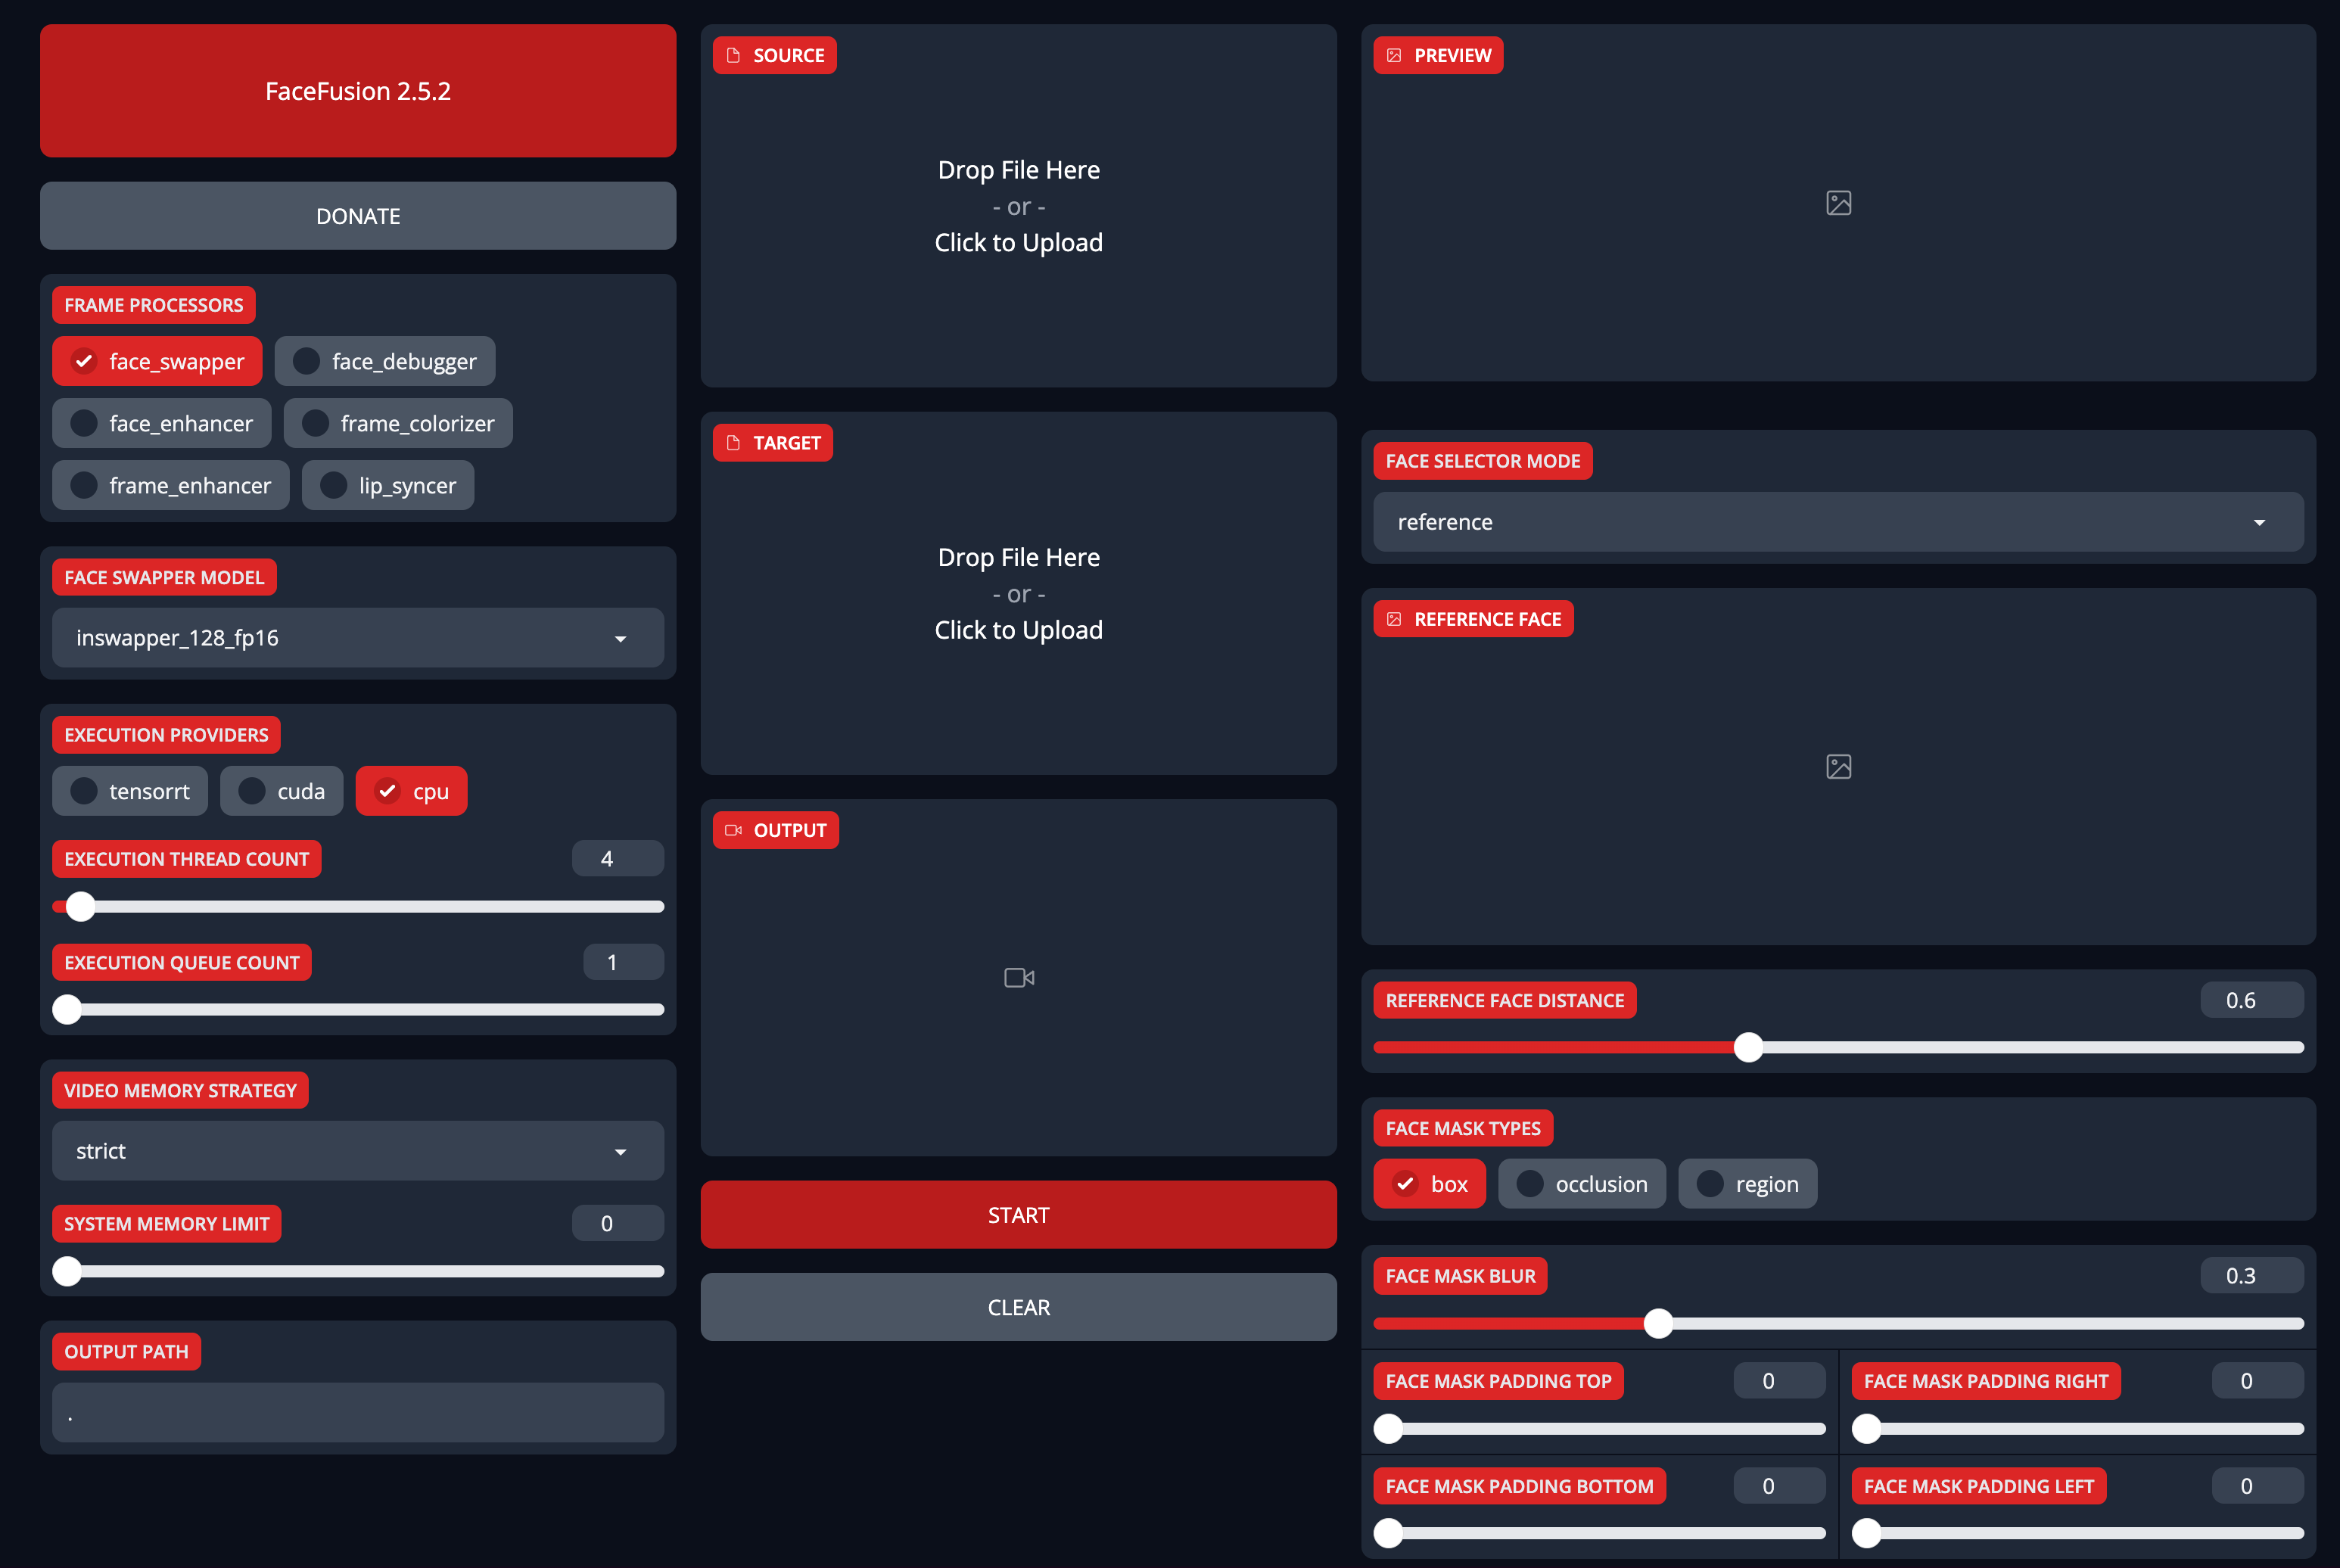 FaceFusion 2.5.2
DONATE
FRAME PROCESSORS
face_swapper
face_debugger
face_enhancer
frame_colorizer
frame_enhancer
lip_syncer
FACE SWAPPER MODEL
inswapper_128_fp16
EXECUTION PROVIDERS
tensorrt
cuda
cpu
EXECUTION THREAD COUNT
4
EXECUTION QUEUE COUNT
1
VIDEO MEMORY STRATEGY
strict
SYSTEM MEMORY LIMIT
0
OUTPUT PATH
.
SOURCE
Drop File Here
- or -
Click to Upload
TARGET
Drop File Here
- or -
Click to Upload
OUTPUT
START
CLEAR
PREVIEW
FACE SELECTOR MODE
reference
REFERENCE FACE
REFERENCE FACE DISTANCE
0.6
FACE MASK TYPES
box
occlusion
region
FACE MASK BLUR
0.3
FACE MASK PADDING TOP
0
FACE MASK PADDING RIGHT
0
FACE MASK PADDING BOTTOM
0
FACE MASK PADDING LEFT
0